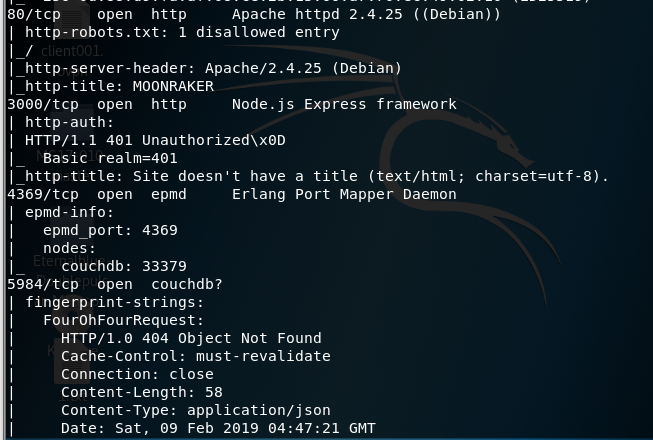 80/tcp open http Apache httpd 2.4.25 ((Debian))
| http-robots.txt: 1 disallowed entry
|_/
client001.
|_http-server-header: Apache/2.4.25 (Debian)
|_http-title: MOONRAKER
3000/tcp open http Node.js Express framework
| http-auth:
| HTTP/1.1 401 Unauthorized\x0D
|_ Basic realm=401
|_http-title: Site doesn't have a title (text/html; charset=utf-8).
4369/tcp open epmd Erlang Port Mapper Daemon
| epmd-info:
| epmd_port: 4369
| nodes:
|_ couchdb: 33379
5984/tcp open couchdb?
| fingerprint-strings:
| FourOhFourRequest:
| HTTP/1.0 404 Object Not Found
| Cache-Control: must-revalidate
| Connection: close
| Content-Length: 58
| Content-Type: application/json
| Date: Sat, 09 Feb 2019 04:47:21 GMT